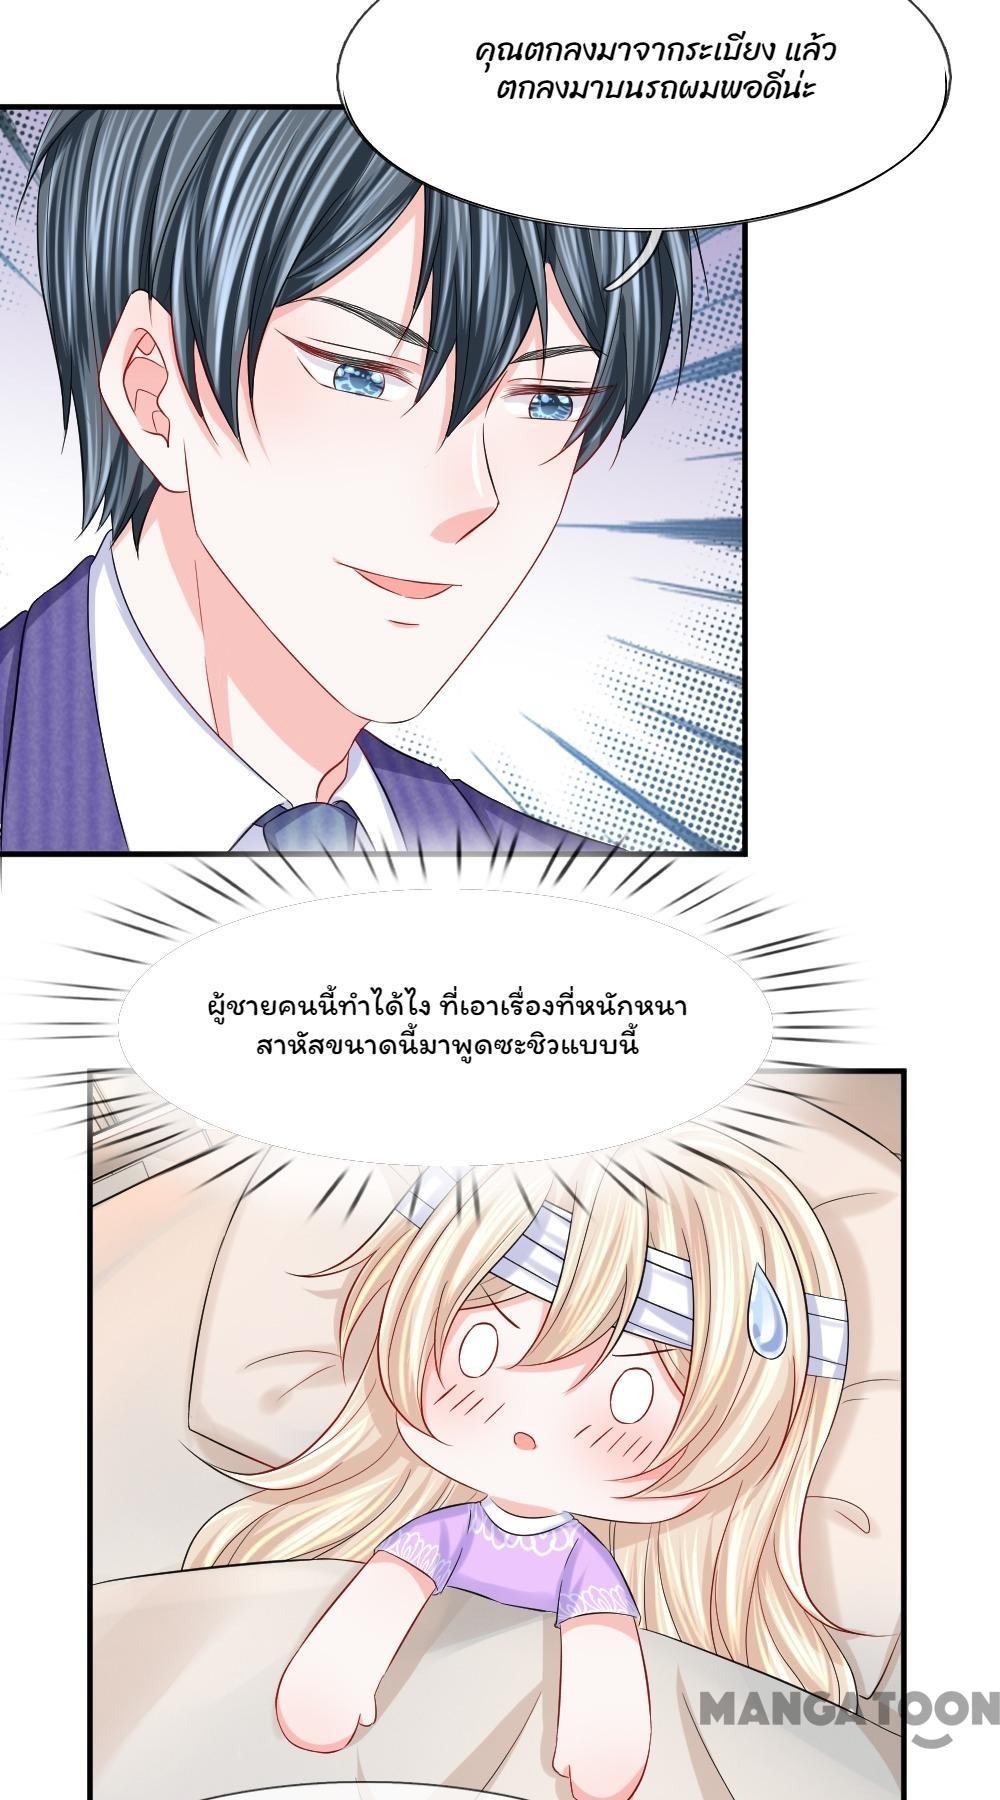 คุณตกลงมาจากระเบียง แล้ว
ตกลงมาบนรถผมพอดีน่ะ
ผู้ชายคนนี้ทำได้ไง ที่เอาเรื่องที่หนักหนา
สาหัสขนาดนี้มาพูดซะชิวแบบนี้
MANGATOON